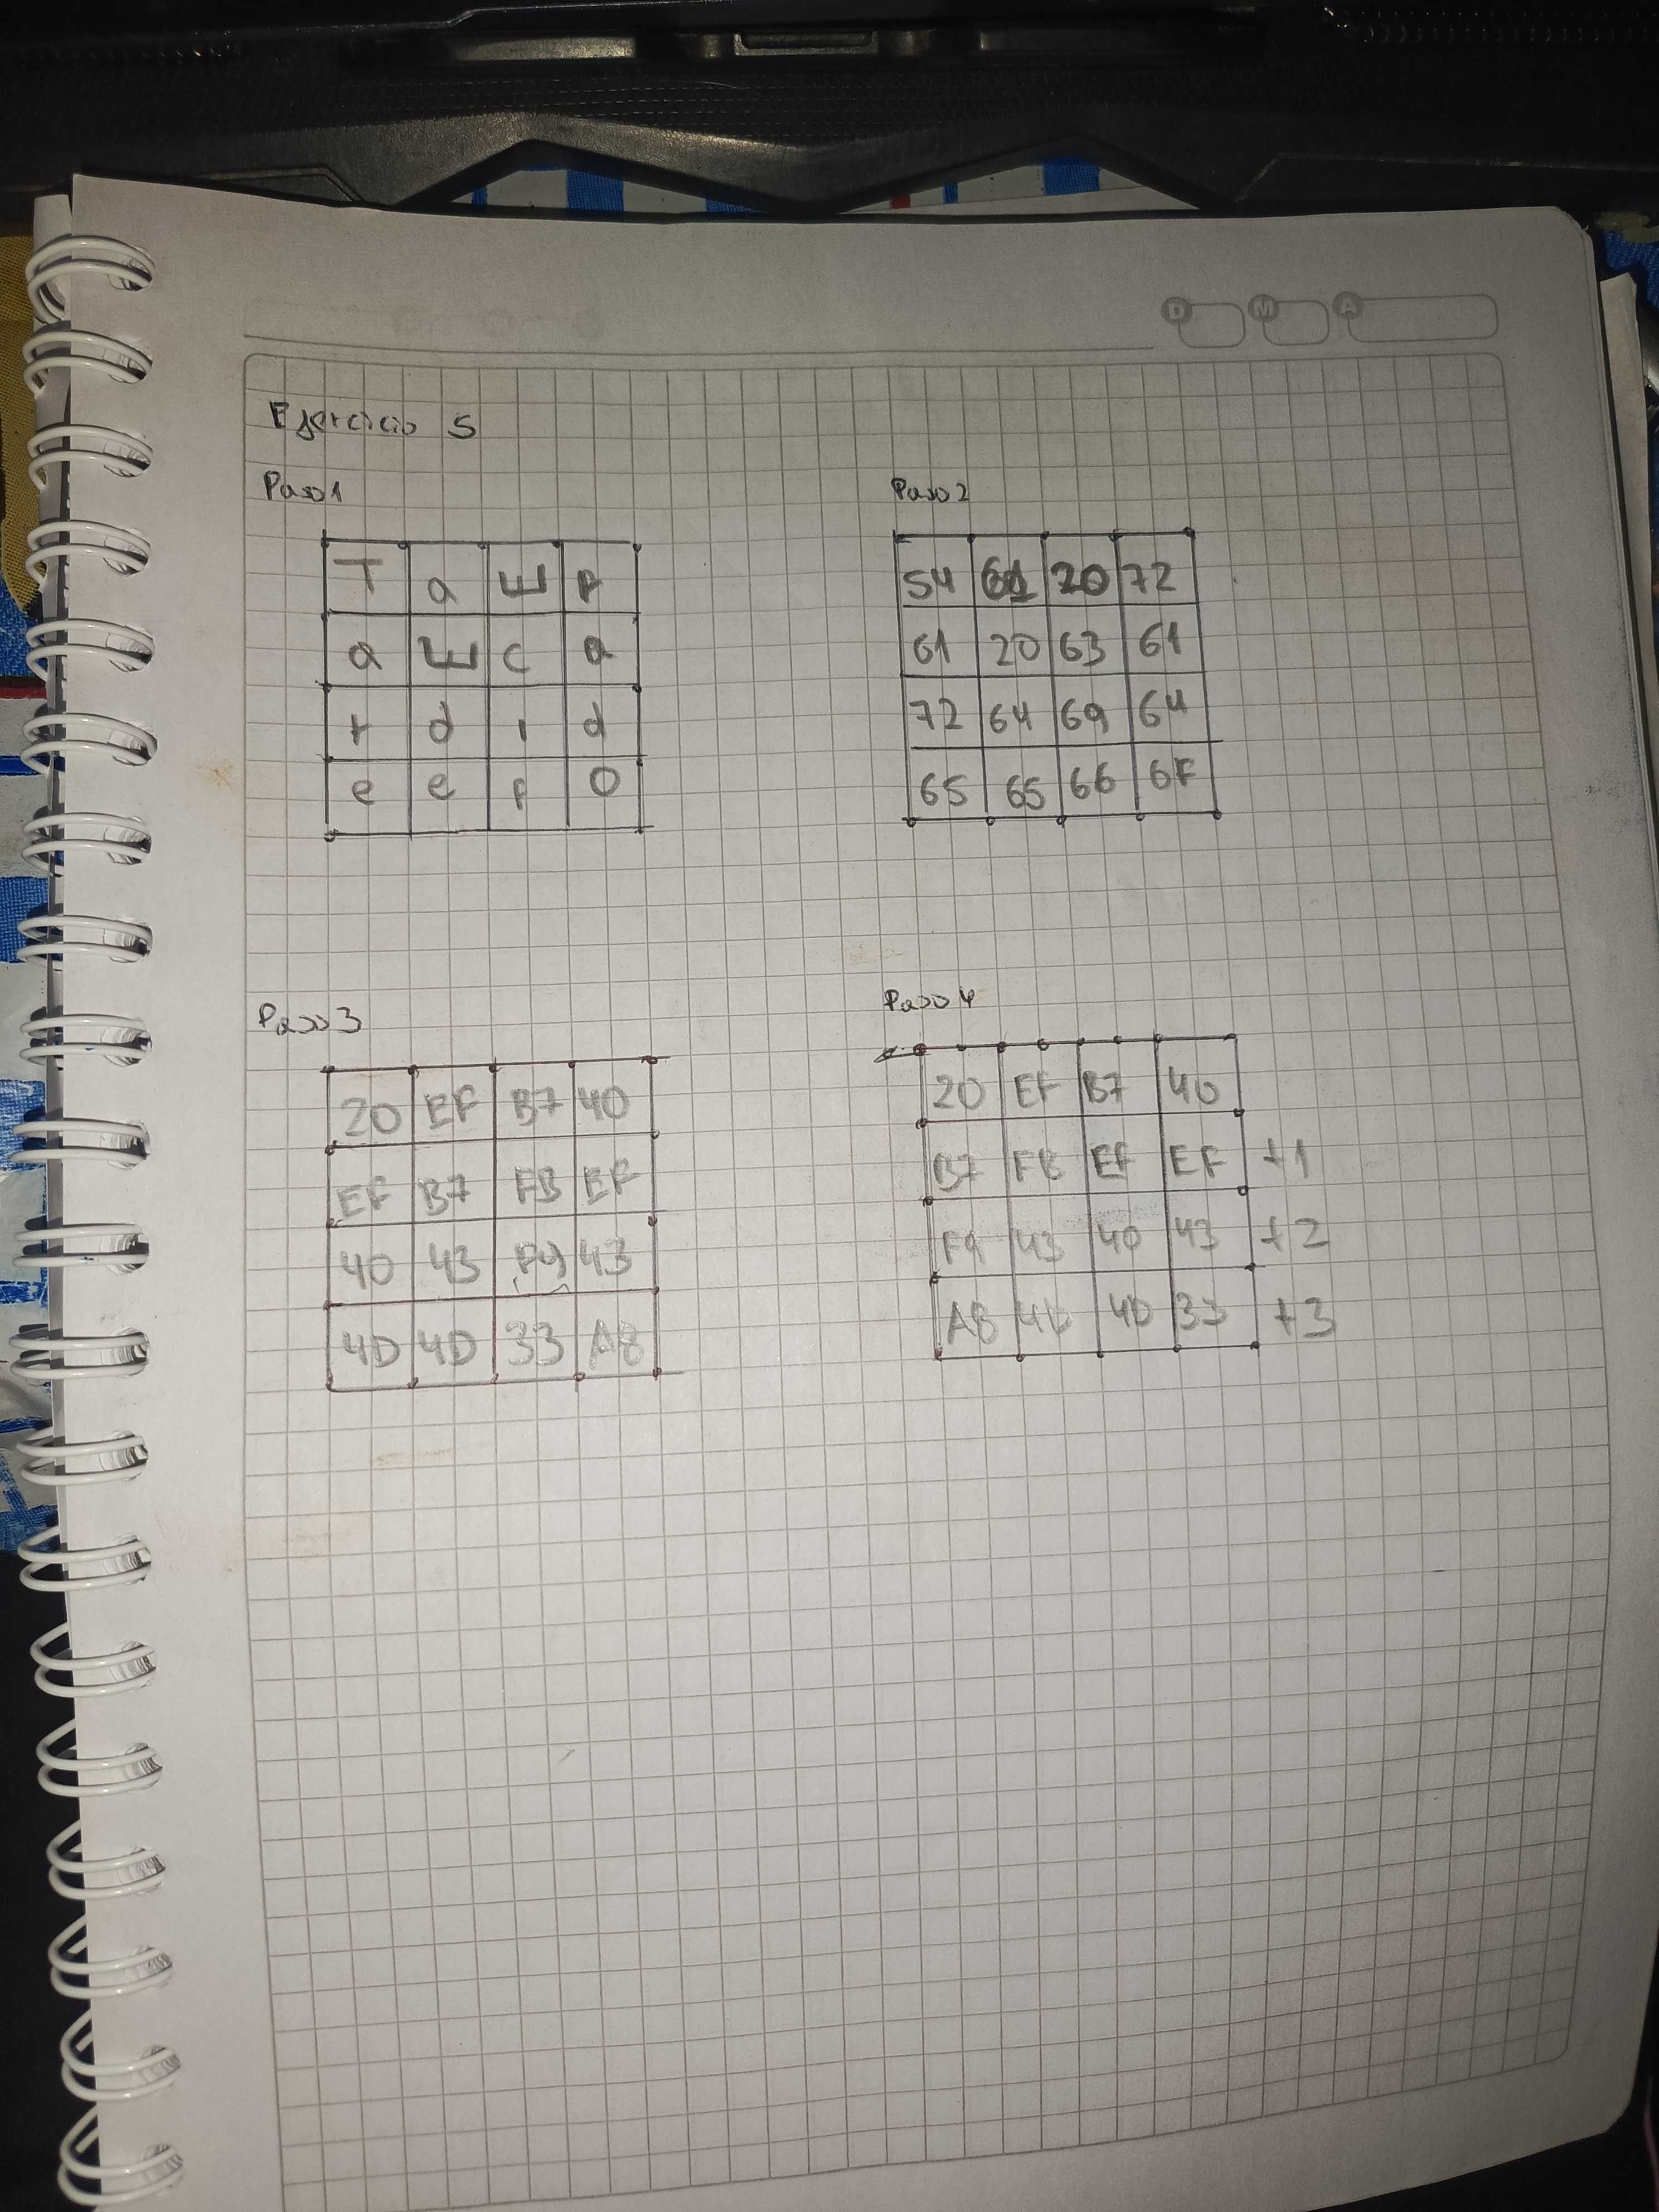 D M A
Ejercicio 5
Paso 1
T a E r
a E c a
r d i d
e e f O
Paso 2
54 61 20 72
61 20 63 61
72 64 69 64
65 65 66 6F
Paso 3
20 EF B7 40
EF B7 FB EF
40 43 F9 43
4D 4D 33 A8
Paso 4
20 EF B7 40
B7 FB EF EF +1
F9 43 40 43 +2
A8 4D 4D 33 +3